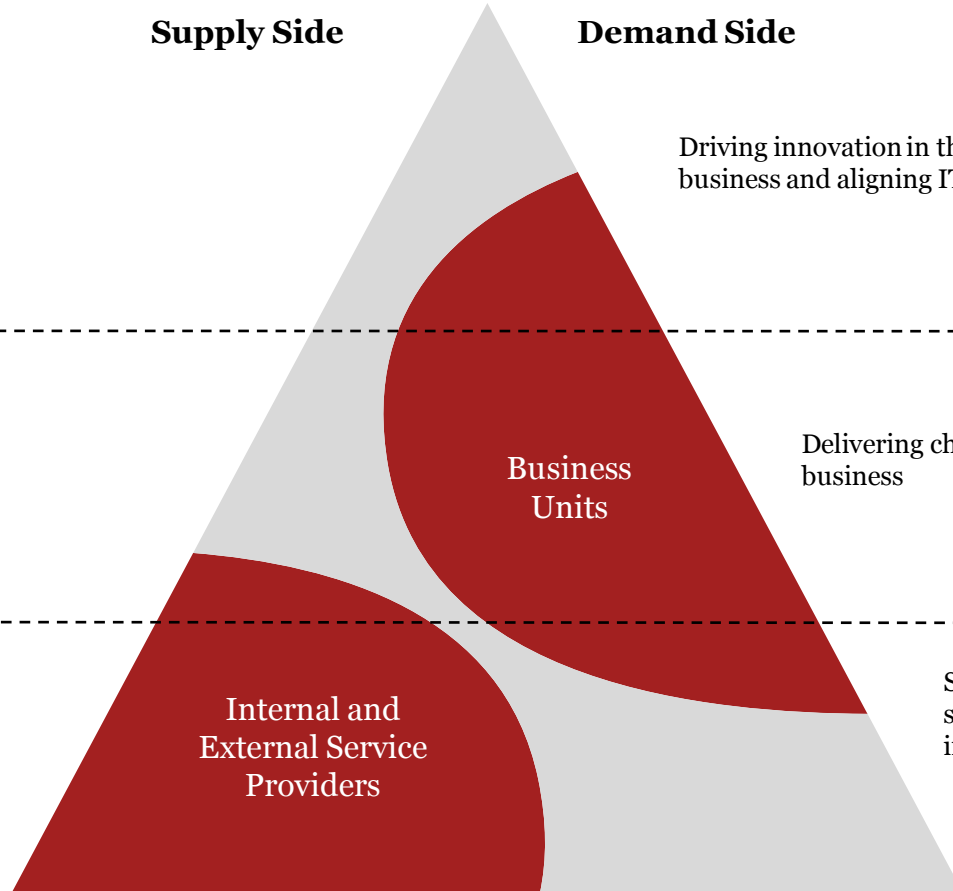 Supply Side
Demand Side
Driving innovation in th
business and aligning IT
Delivering ch
business
Business
Units
Internal and
External Service
Providers
S
s
i